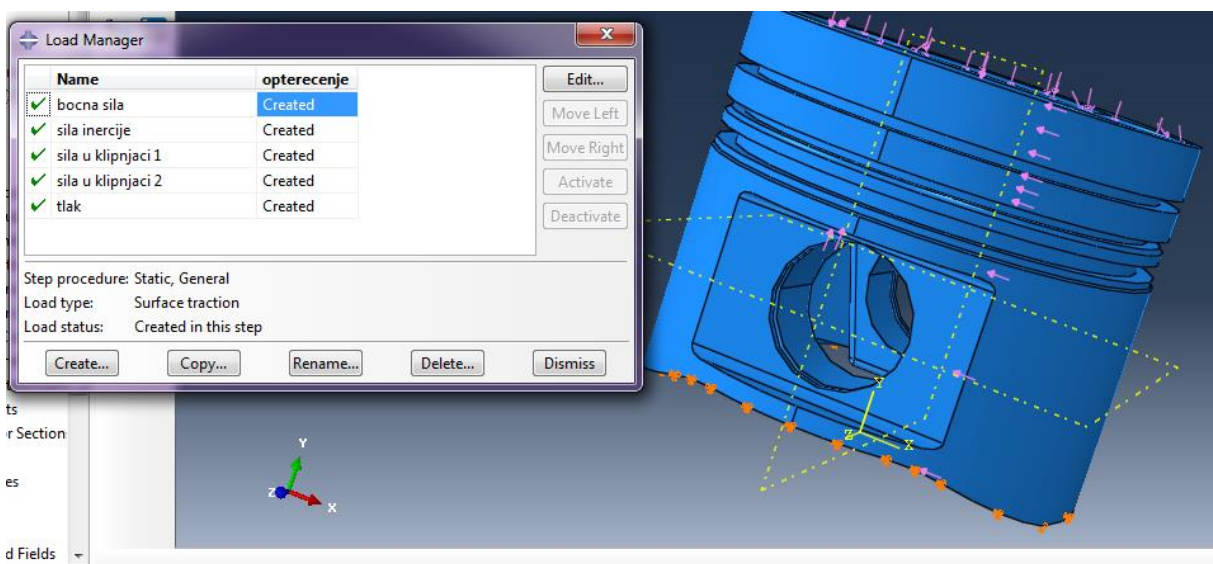 Load Manager
Name opterecenje
bocna sila Created
sila inercije Created
sila u klipnjaci 1 Created
sila u klipnjaci 2 Created
tlak Created
Edit...
Move Left
Move Right
Activate
Deactivate
Step procedure: Static, General
Load type: Surface traction
Load status: Created in this step
Create... Copy... Rename... Delete... Dismiss
ts
r Section
es
d Fields
Y
Z
X
Y
Z
X